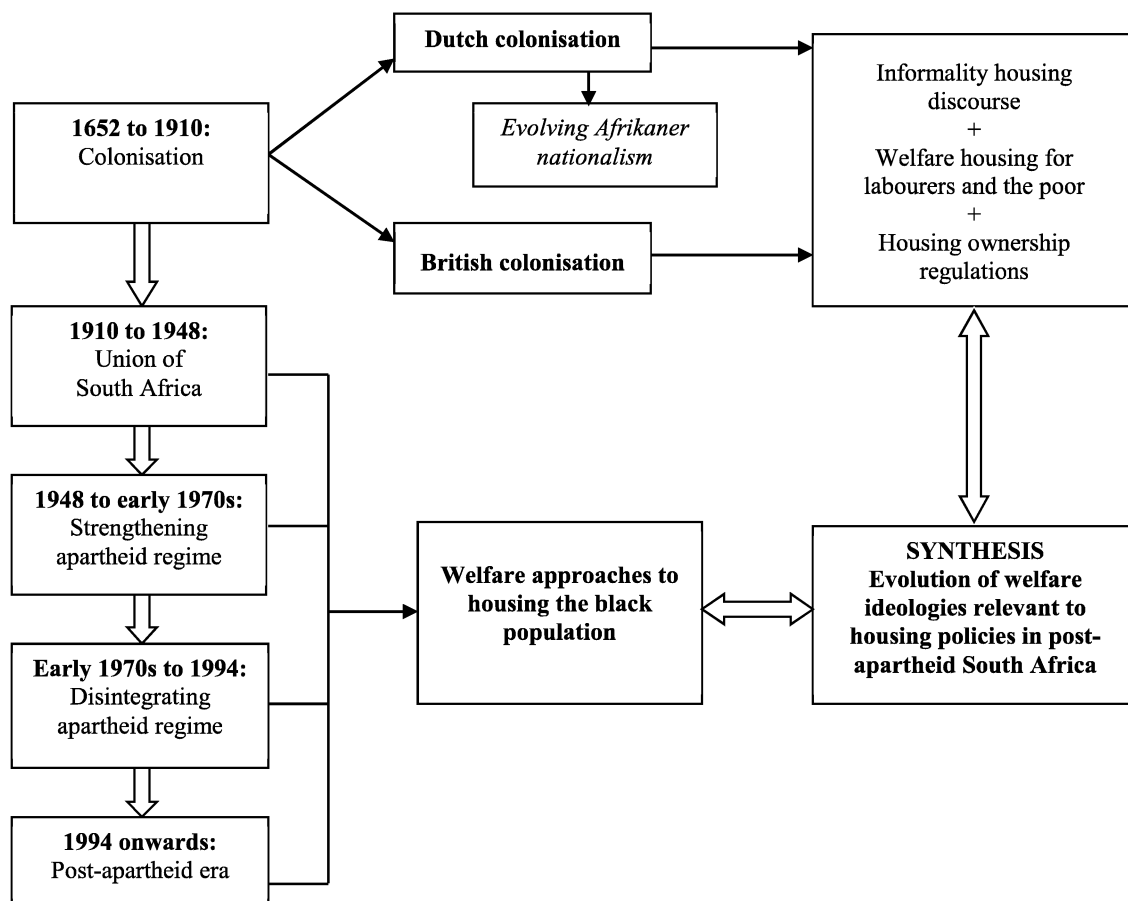 Dutch colonisation
Evolving Afrikaner
nationalism
1652 to 1910:
Colonisation
British colonisation
Informality housing
discourse
+
Welfare housing for
labourers and the poor
+
Housing ownership
regulations
1910 to 1948:
Union of
South Africa
1948 to early 1970s:
Strengthening
apartheid regime
Early 1970s to 1994:
Disintegrating
apartheid regime
1994 onwards:
Post-apartheid era
Welfare approaches to
housing the black
population
SYNTHESIS
Evolution of welfare
ideologies relevant to
housing policies in post-
apartheid South Africa